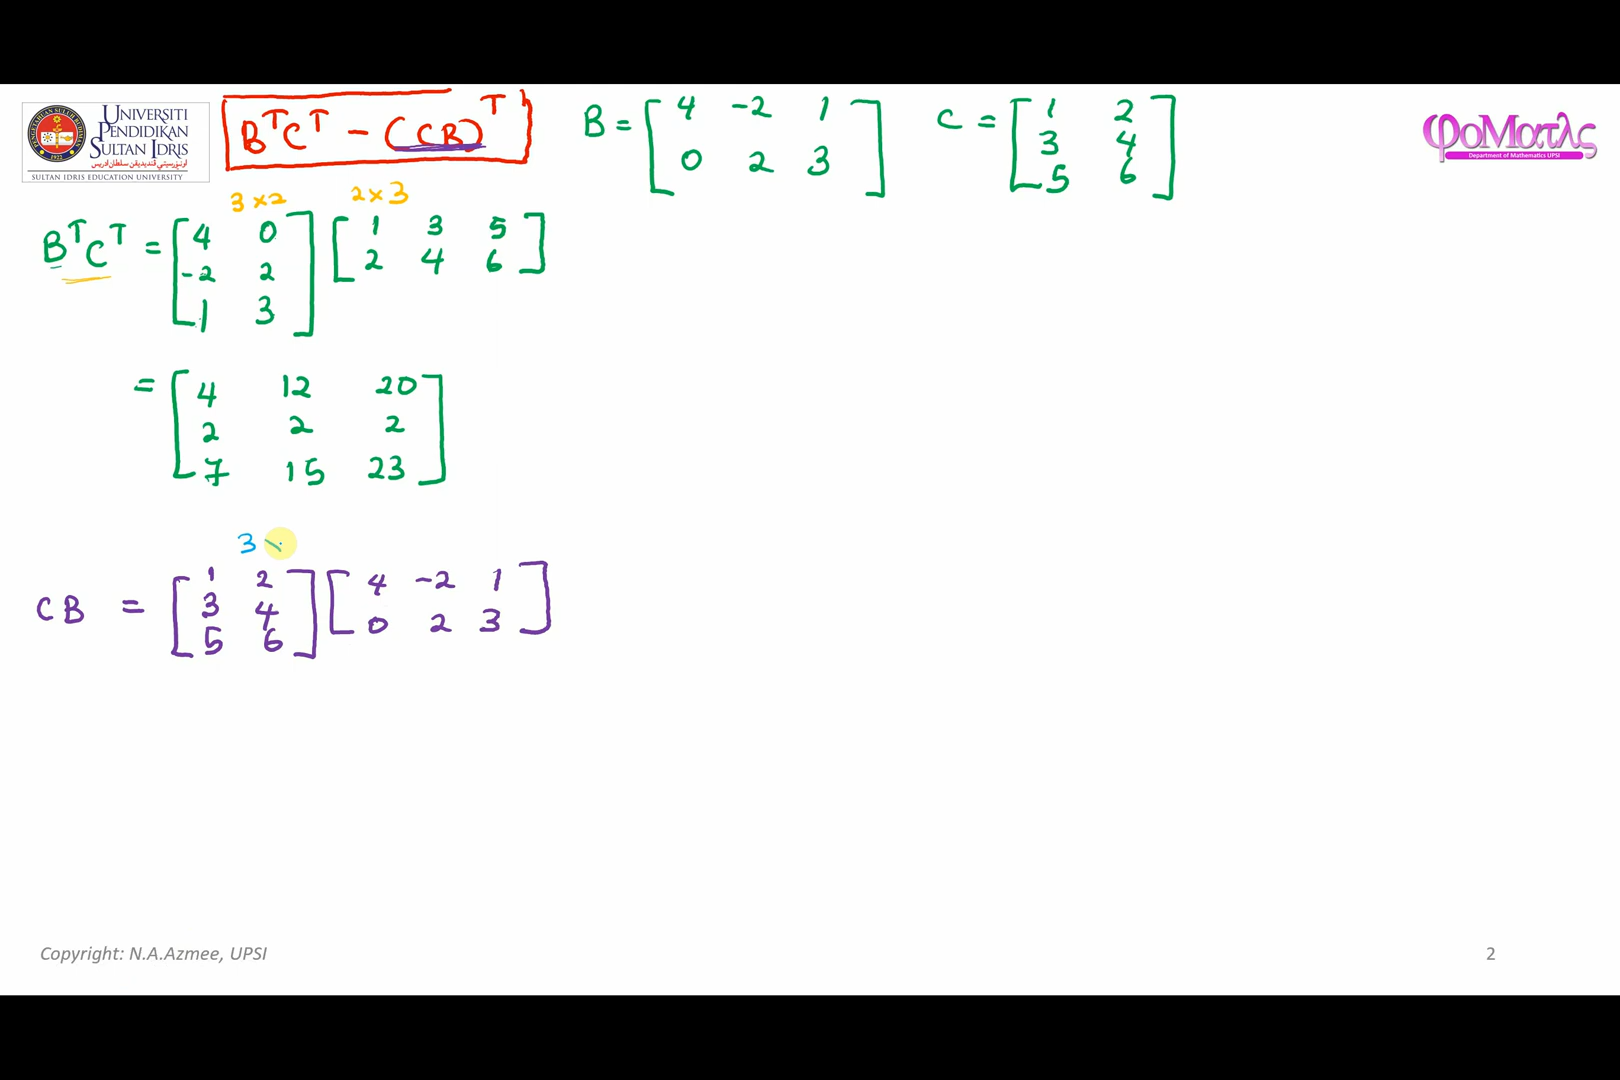 UNIVERSITI
PENDIDIKAN
SULTAN IDRIS
SULTAN IDRIS EDUCATION UNIVERSITY
BᵀCᵀ - (CB)ᵀ
B = [4 -2 1
0 2 3]
C = [1 2
3 4
5 6]
φσΜατλς
Department of Mathematics UPSI
3 × 2 2 × 3
BᵀCᵀ = [4 0 [1 3 5
-2 2 2 4 6]
1 3]
= [4 12 20
2 2 2
7 15 23]
3 ×
CB = [1 2 [4 -2 1
3 4 0 2 3]
5 6]
Copyright: N.A.Azmee, UPSI
2